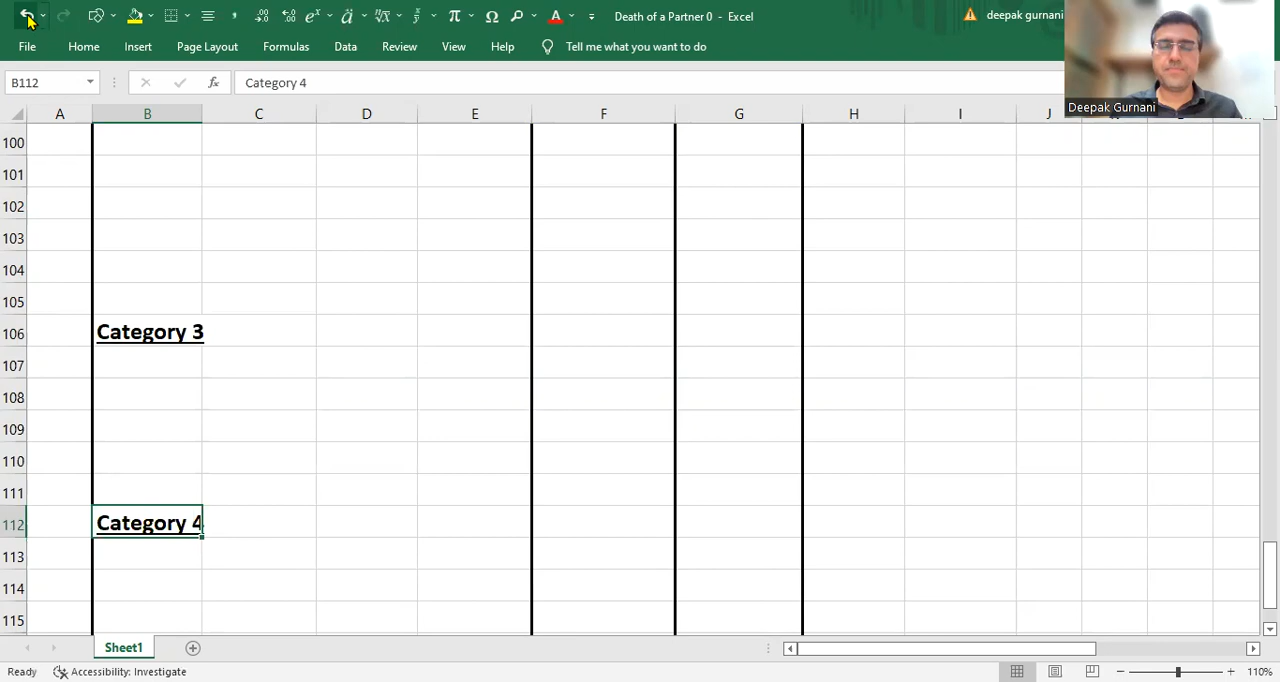 Death of a Partner 0 - Excel
deepak gurnani
File Home Insert Page Layout Formulas Data Review View Help Tell me what you want to do
B112
fx
Category 4
Deepak Gurnani
A B C D E F G H I J
100
101
102
103
104
105
106 Category 3
107
108
109
110
111
112 Category 4
113
114
115
Sheet1
Ready Accessibility: Investigate 110%